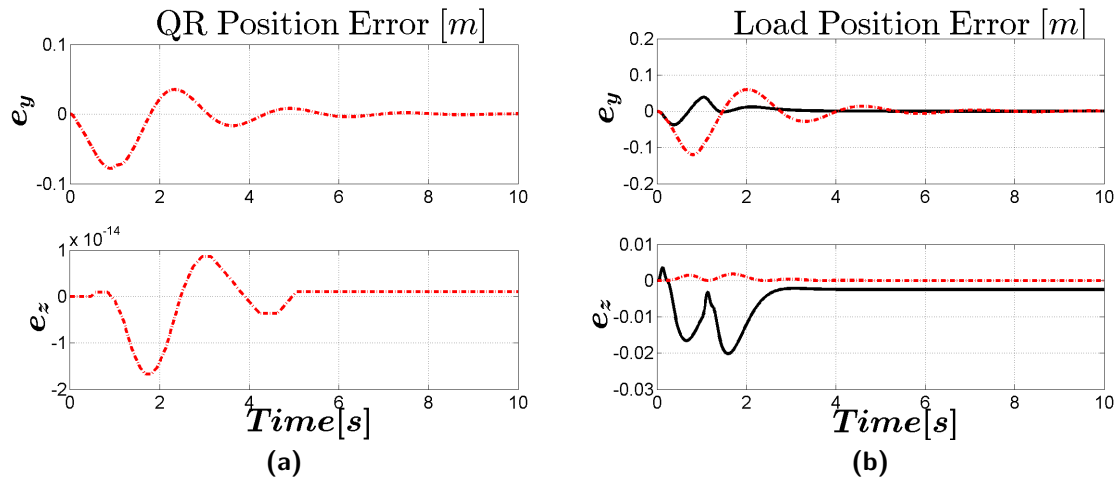 QR Position Error [m]
0.1
0
-0.1
e_y
0 2 4 6 8 10
× 10^-14
1
0
-1
-2
e_z
0 2 4 6 8 10
Time[s]
(a)
Load Position Error [m]
0.2
0.1
0
-0.1
-0.2
e_y
0 2 4 6 8 10
0.01
0
-0.01
-0.02
-0.03
e_z
0 2 4 6 8 10
Time[s]
(b)